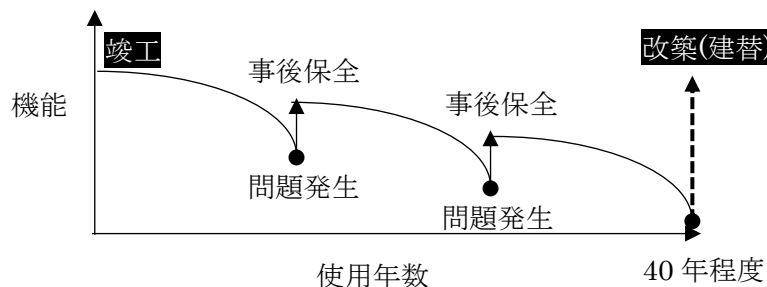 竣工
改築(建替)
事後保全
機能
事後保全
問題発生
問題発生
使用年数
40 年程度